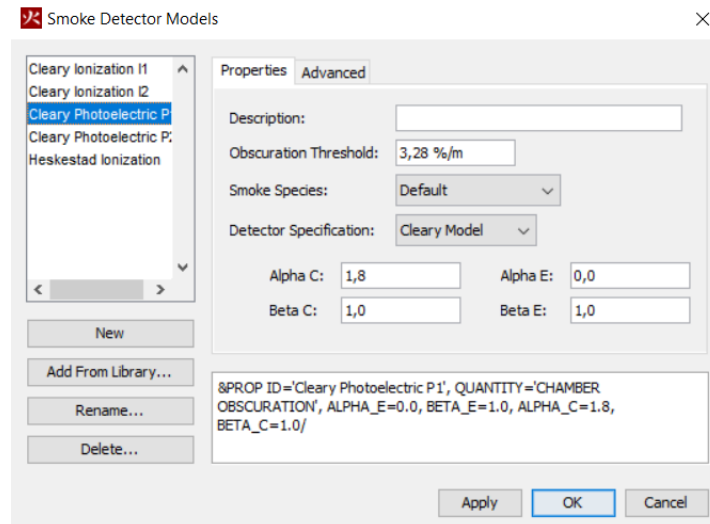 火 Smoke Detector Models
Cleary Ionization I1
Cleary Ionization I2
Cleary Photoelectric P1
Cleary Photoelectric P2
Heskestad Ionization
New
Add From Library...
Rename...
Delete...
Properties Advanced
Description:
Obscuration Threshold: 3,28 %/m
Smoke Species: Default
Detector Specification: Cleary Model
Alpha C: 1,8 Alpha E: 0,0
Beta C: 1,0 Beta E: 1,0
&PROP ID='Cleary Photoelectric P1', QUANTITY='CHAMBER
OBSCURATION', ALPHA_E=0.0, BETA_E=1.0, ALPHA_C=1.8,
BETA_C=1.0/
Apply OK Cancel